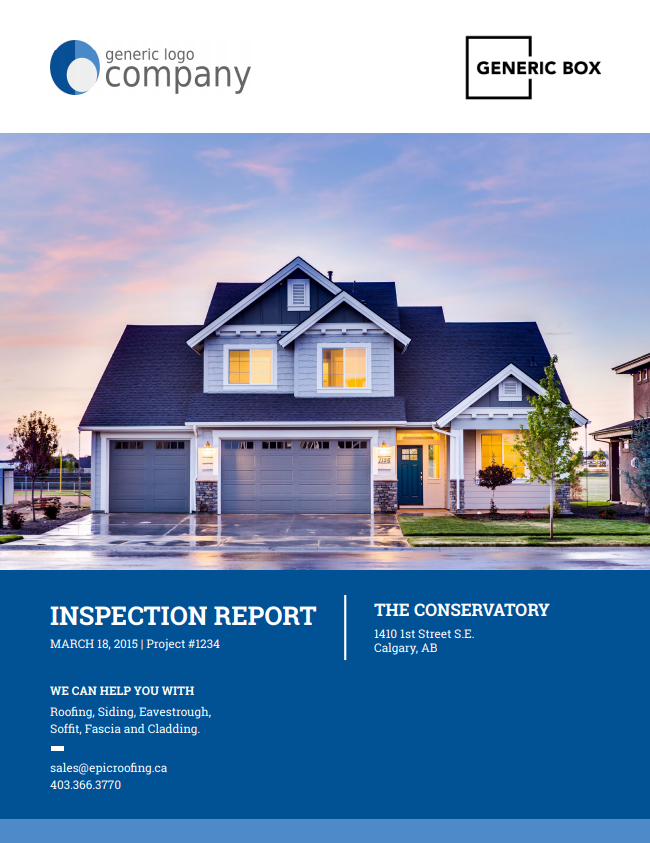 generic logo
company
GENERIC BOX
INSPECTION REPORT
MARCH 18, 2015 | Project #1234
THE CONSERVATORY
1410 1st Street S.E.
Calgary, AB
WE CAN HELP YOU WITH
Roofing, Siding, Eavestrough,
Soffit, Fascia and Cladding.
sales@epicroofing.ca
403.366.3770